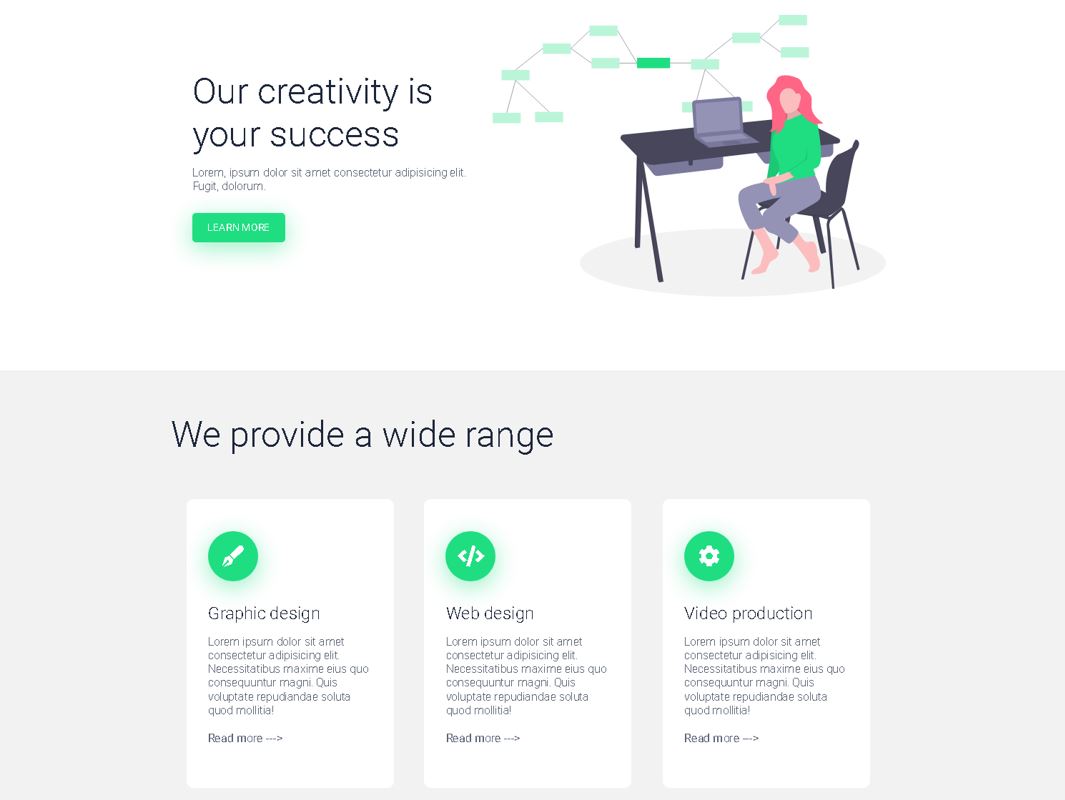 Our creativity is
your success
Lorem, ipsum dolor sit amet consectetur adipisicing elit.
Fugit, dolorum.
LEARN MORE
We provide a wide range
Graphic design
Lorem ipsum dolor sit amet
consectetur adipisicing elit.
Necessitatibus maxime eius quo
consequuntur magni. Quis
voluptate repudiandae soluta
quod mollitia!
Read more --->
Web design
Lorem ipsum dolor sit amet
consectetur adipisicing elit.
Necessitatibus maxime eius quo
consequuntur magni. Quis
voluptate repudiandae soluta
quod mollitia!
Read more --->
Video production
Lorem ipsum dolor sit amet
consectetur adipisicing elit.
Necessitatibus maxime eius quo
consequuntur magni. Quis
voluptate repudiandae soluta
quod mollitia!
Read more --->